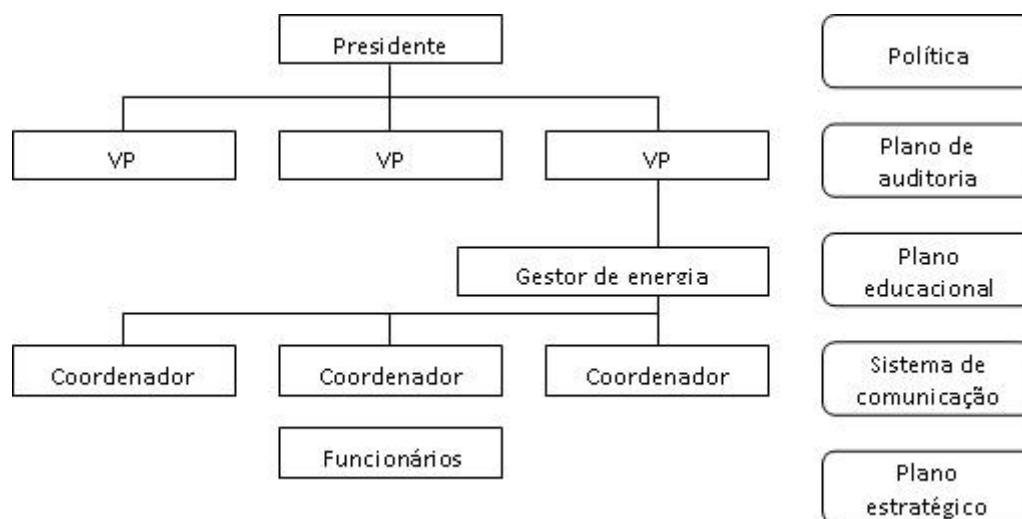 Presidente
VP
VP
VP
Gestor de energia
Coordenador
Coordenador
Coordenador
Funcionários
Política
Plano de
auditoria
Plano
educacional
Sistema de
comunicação
Plano
estratégico